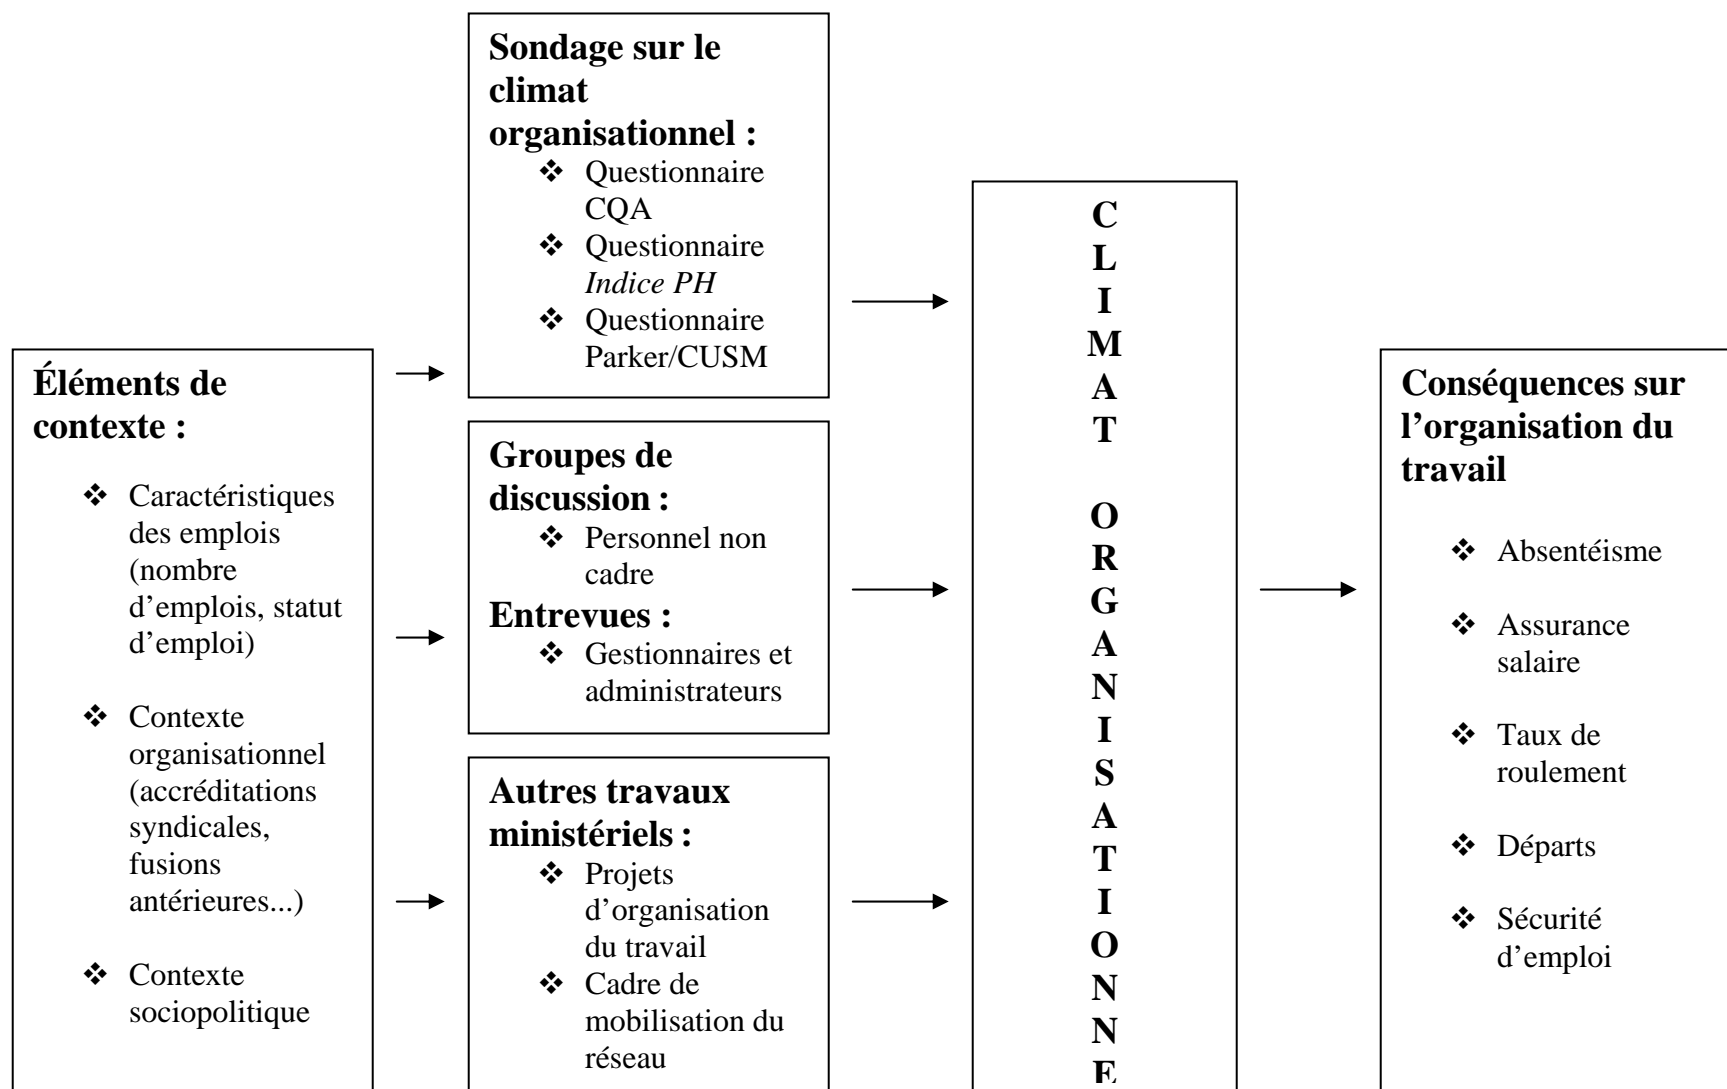 Éléments de
contexte :
❖ Caractéristiques
des emplois
(nombre
d’emplois, statut
d’emploi)
❖ Contexte
organisationnel
(accréditations
syndicales,
fusions
antérieures...)
❖ Contexte
sociopolitique
Sondage sur le
climat
organisationnel :
❖ Questionnaire
CQA
❖ Questionnaire
Indice PH
❖ Questionnaire
Parker/CUSM
Groupes de
discussion :
❖ Personnel non
cadre
Entrevues :
❖ Gestionnaires et
administrateurs
Autres travaux
ministériels :
❖ Projets
d’organisation
du travail
❖ Cadre de
mobilisation du
réseau
C
L
I
M
A
T
O
R
G
A
N
I
S
A
T
I
O
N
N
E
Conséquences sur
l’organisation du
travail
❖ Absentéisme
❖ Assurance
salaire
❖ Taux de
roulement
❖ Départs
❖ Sécurité
d’emploi